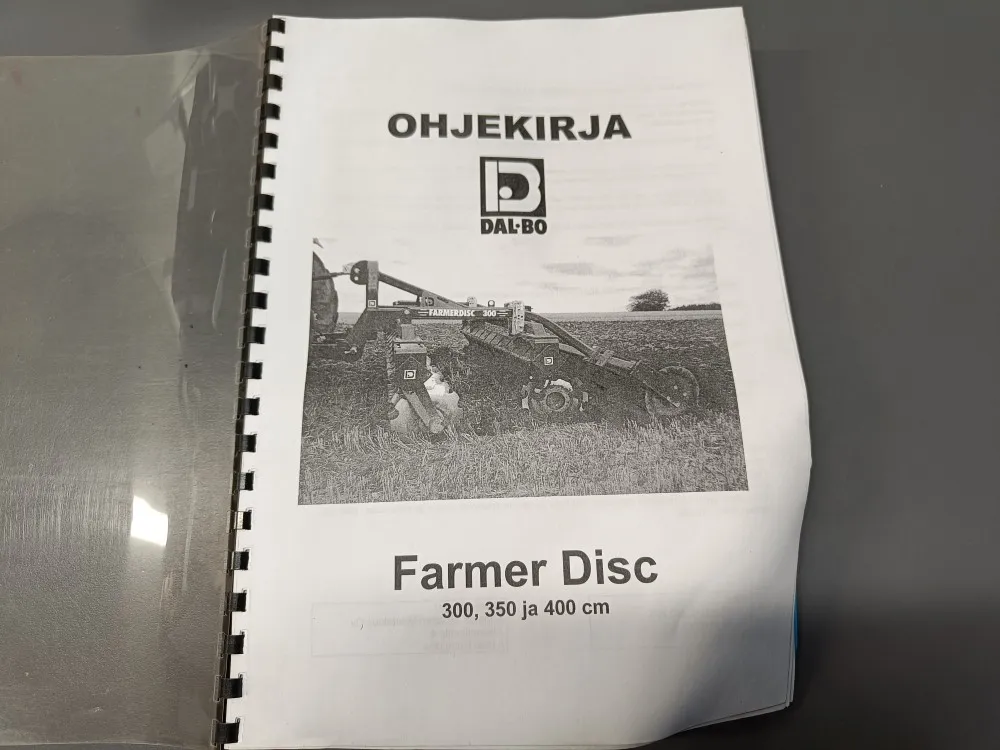 OHJEKIRJA
DAL-BO
FARMERDISC 300
Farmer Disc
300, 350 ja 400 cm